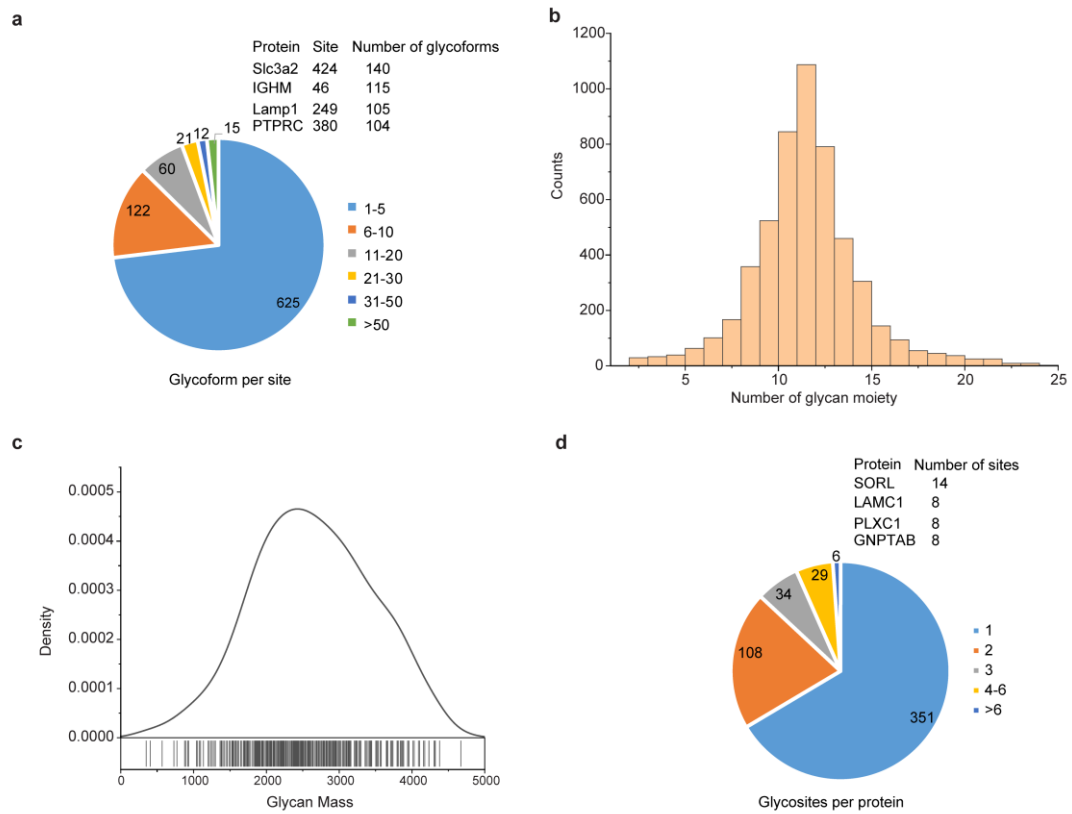 a
Protein Site Number of glycoforms
Slc3a2 424 140
IGHM 46 115
Lamp1 249 105
PTPRC 380 104
21 12 15
60
122
625
1-5
6-10
11-20
21-30
31-50
>50
Glycoform per site
b
1200
1000
800
600
400
200
0
Counts
5 10 15 20 25
Number of glycan moiety
c
0.0005
0.0004
0.0003
0.0002
0.0001
0.0000
Density
0 1000 2000 3000 4000 5000
Glycan Mass
d
Protein Number of sites
SORL 14
LAMC1 8
PLXC1 8
GNPTAB 8
6
29
34
108
351
1
2
3
4-6
>6
Glycosites per protein